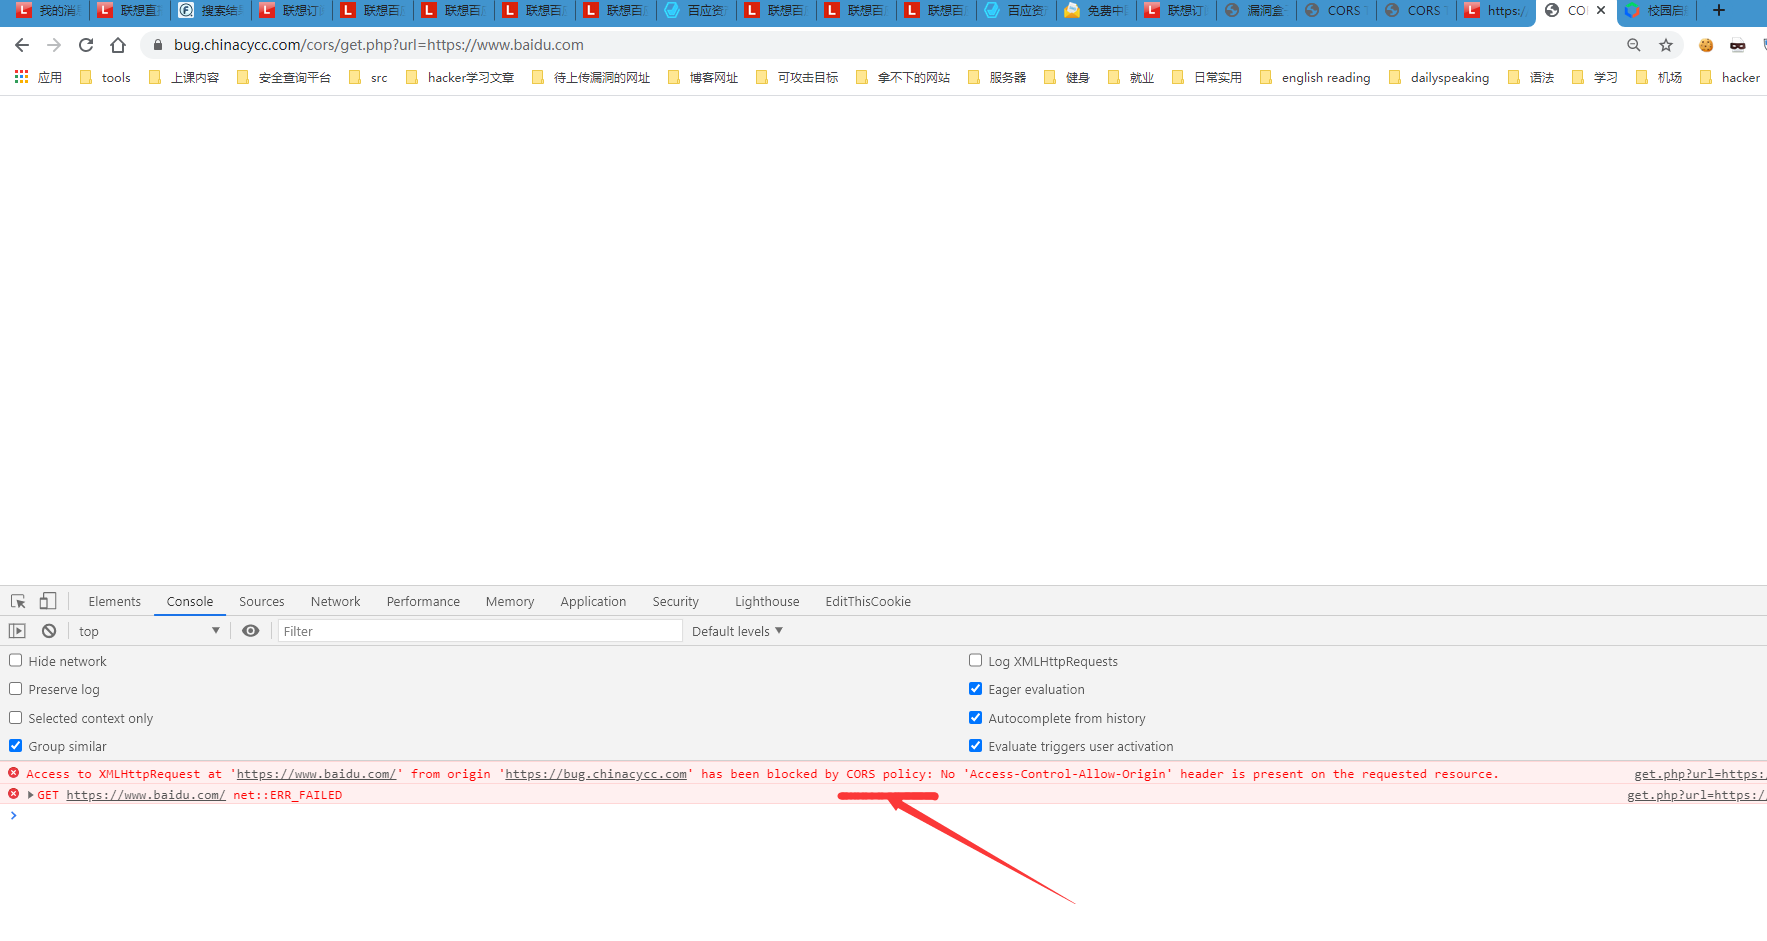 我的消 联想直 搜索结 联想订 联想百 联想百 联想百 联想百 百应资 联想百 联想百 联想百 百应资 免费中 联想订 漏洞盒 CORS CORS https:/ CO 校园启
bug.chinacycc.com/cors/get.php?url=https://www.baidu.com
应用 tools 上课内容 安全查询平台 src hacker学习文章 待上传漏洞的网址 博客网址 可攻击目标 拿不下的网站 服务器 健身 就业 日常实用 english reading dailyspeaking 语法 学习 机场 hacker
Elements Console Sources Network Performance Memory Application Security Lighthouse EditThisCookie
top Filter Default levels
Hide network Log XMLHttpRequests
Preserve log Eager evaluation
Selected context only Autocomplete from history
Group similar Evaluate triggers user activation
Access to XMLHttpRequest at 'https://www.baidu.com/' from origin 'https://bug.chinacycc.com' has been blocked by CORS policy: No 'Access-Control-Allow-Origin' header is present on the requested resource. get.php?url=https:/
GET https://www.baidu.com/ net::ERR_FAILED get.php?url=https://